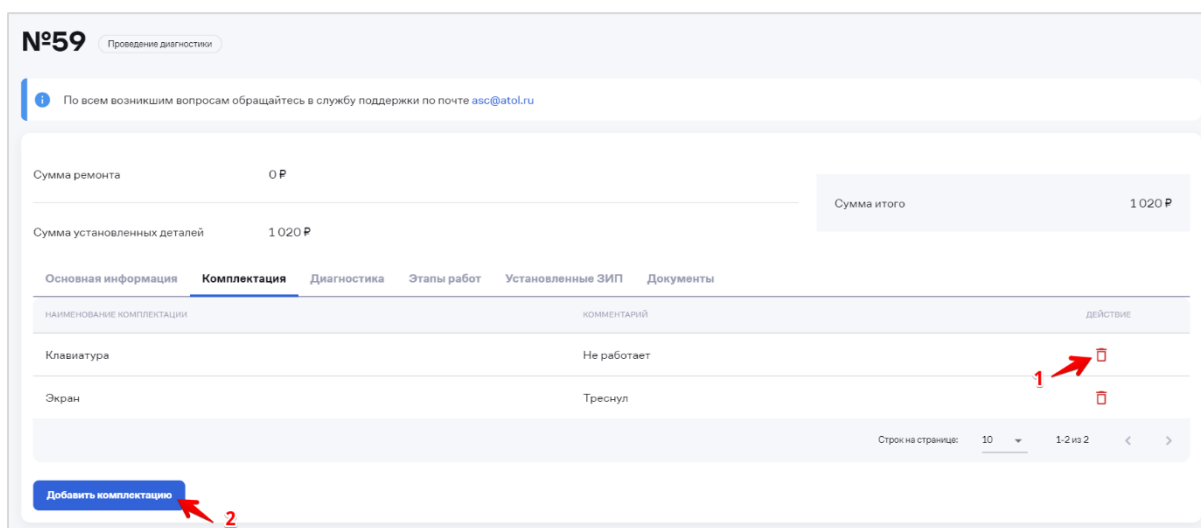 №59 Проведение диагностики
По всем возникшим вопросам обращайтесь в службу поддержки по почте asc@atol.ru
Сумма ремонта 0 ₽
Сумма итого 1 020 ₽
Сумма установленных деталей 1 020 ₽
Основная информация Комплектация Диагностика Этапы работ Установленные ЗИП Документы
НАИМЕНОВАНИЕ КОМПЛЕКТАЦИИ КОММЕНТАРИЙ ДЕЙСТВИЕ
Клавиатура Не работает
1
Экран Треснул
Строк на странице: 10 1-2 из 2
Добавить комплектацию
2